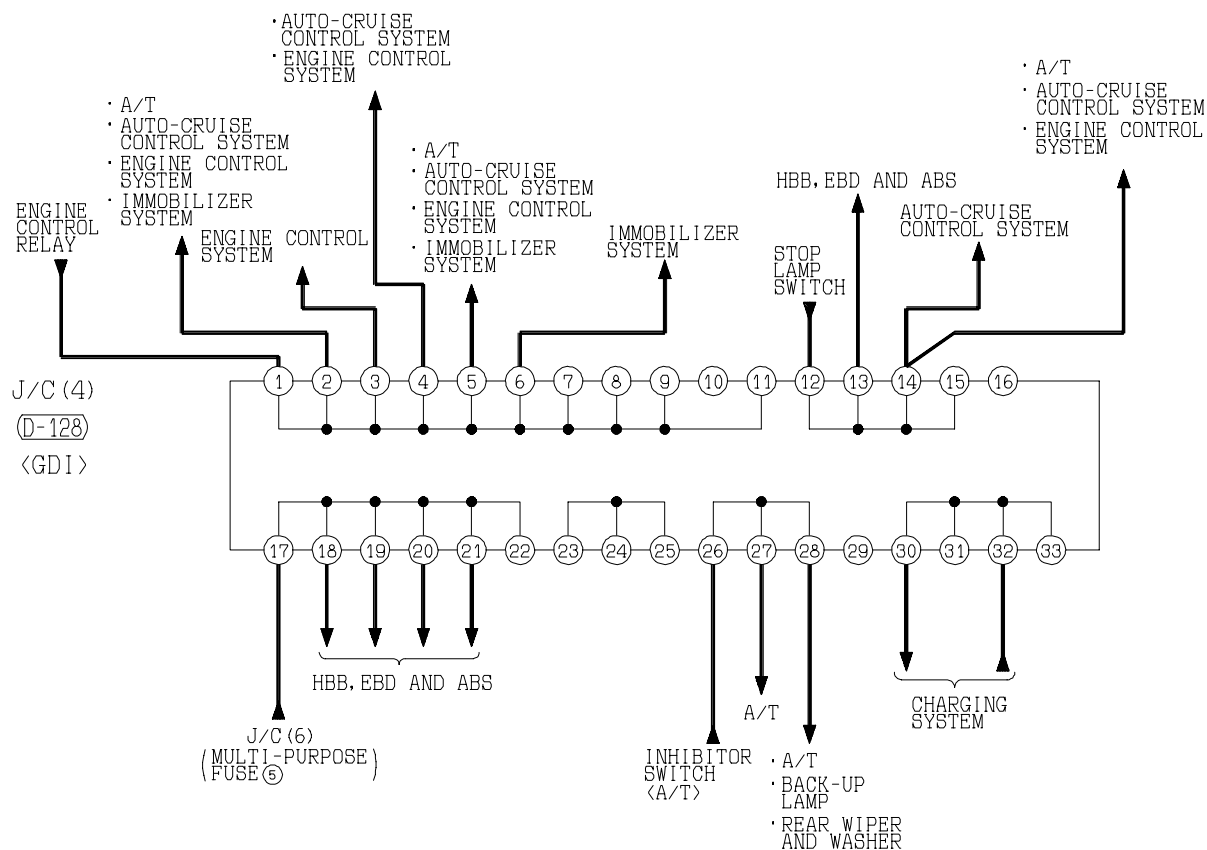 · AUTO-CRUISE
CONTROL SYSTEM
· ENGINE CONTROL
SYSTEM
· A/T
· AUTO-CRUISE
CONTROL SYSTEM
· ENGINE CONTROL
SYSTEM
· A/T
· AUTO-CRUISE
CONTROL SYSTEM
· ENGINE CONTROL
SYSTEM
· IMMOBILIZER
SYSTEM
· A/T
· AUTO-CRUISE
CONTROL SYSTEM
· ENGINE CONTROL
SYSTEM
· IMMOBILIZER
SYSTEM
HBB, EBD AND ABS
ENGINE
CONTROL
RELAY
ENGINE CONTROL
SYSTEM
IMMOBILIZER
SYSTEM
AUTO-CRUISE
CONTROL SYSTEM
STOP
LAMP
SWITCH
1 2 3 4 5 6 7 8 9 10 11 12 13 14 15 16
J/C (4)
D-128
〈GDI〉
17 18 19 20 21 22 23 24 25 26 27 28 29 30 31 32 33
HBB, EBD AND ABS
J/C (6)
(MULTI-PURPOSE
FUSE ⑤)
A/T
CHARGING
SYSTEM
INHIBITOR
SWITCH
〈A/T〉
· A/T
· BACK-UP
LAMP
· REAR WIPER
AND WASHER